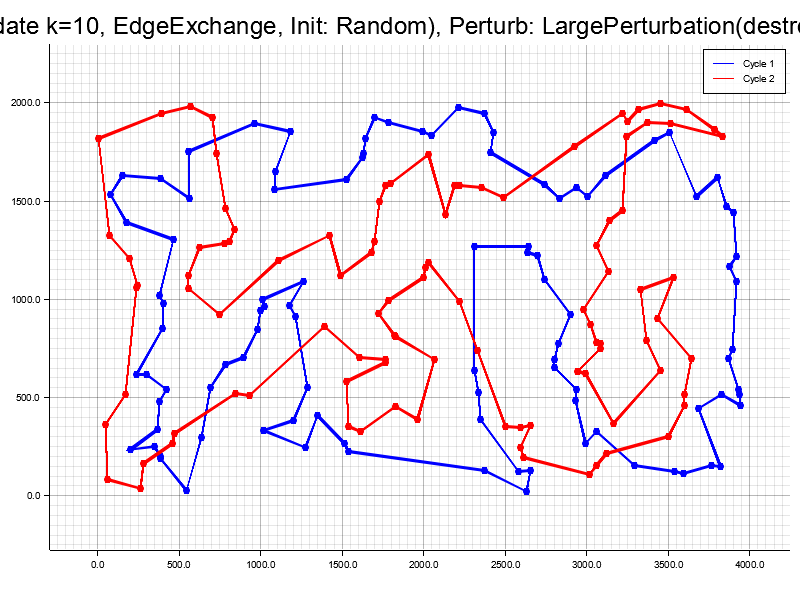 date k=10, EdgeExchange, Init: Random), Perturb: LargePerturbation(destr
Cycle 1
Cycle 2
2000.0
1500.0
1000.0
500.0
0.0
0.0 500.0 1000.0 1500.0 2000.0 2500.0 3000.0 3500.0 4000.0